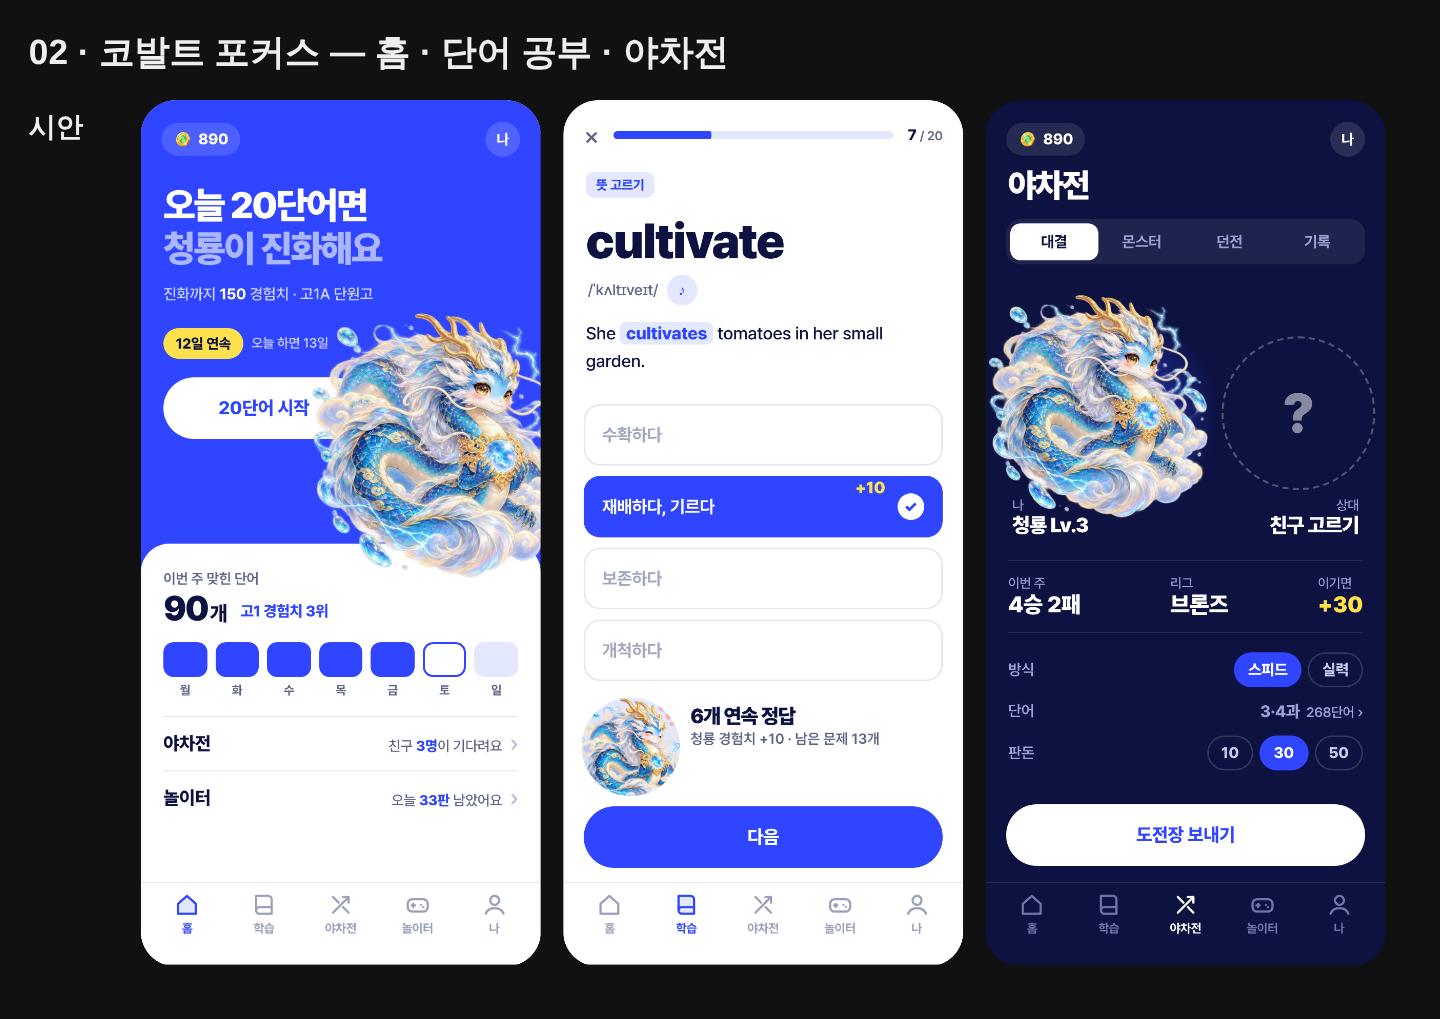 02 · 코발트 포커스 — 홈 · 단어 공부 · 야차전
시안
890
나
오늘 20단어면
청룡이 진화해요
진화까지 150 경험치 · 고1A 단원고
12일 연속 오늘 하면 13일
20단어 시작
이번 주 맞힌 단어
90개 고1 경험치 3위
월 화 수 목 금 토 일
야차전 친구 3명이 기다려요 ›
놀이터 오늘 33판 남았어요 ›
홈 학습 야차전 놀이터 나
× 7 / 20
뜻 고르기
cultivate
/ˈkʌltɪveɪt/ ♪
She cultivates tomatoes in her small
garden.
수확하다
+10
재배하다, 기르다
보존하다
개척하다
6개 연속 정답
청룡 경험치 +10 · 남은 문제 13개
다음
홈 학습 야차전 놀이터 나
890
나
야차전
대결 몬스터 던전 기록
?
나 상대
청룡 Lv.3 친구 고르기
이번 주 리그 이기면
4승 2패 브론즈 +30
방식 스피드 실력
단어 3·4과 268단어 ›
판돈 10 30 50
도전장 보내기
홈 학습 야차전 놀이터 나